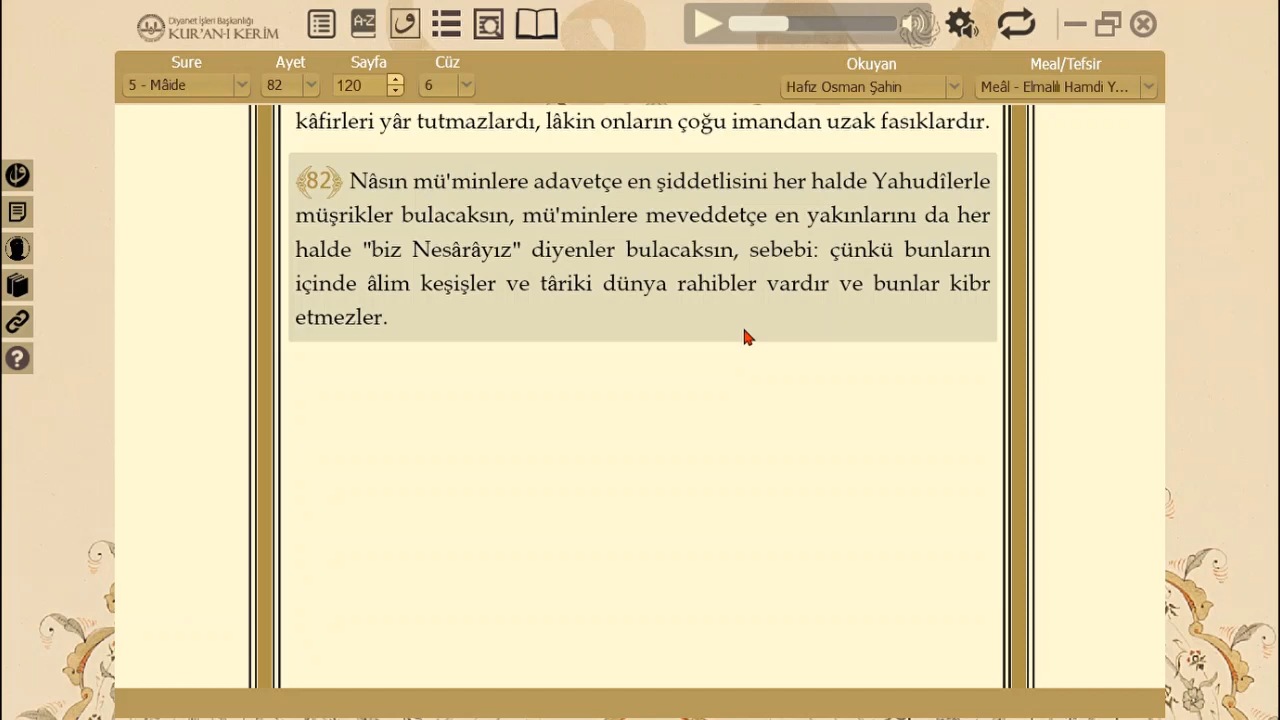 Diyanet İşleri Başkanlığı
KUR'AN-I KERİM
A-Z
Sure Ayet Sayfa Cüz Okuyan Meal/Tefsir
5 - Mâide 82 120 6 Hafız Osman Şahin Meâl - Elmalılı Hamdi Y...
kâfirleri yâr tutmazlardı, lâkin onların çoğu imandan uzak fasıklardır.
82 Nâsın mü'minlere adavetçe en şiddetlisini her halde Yahudîlerle
müşrikler bulacaksın, mü'minlere meveddetçe en yakınlarını da her
halde "biz Nesârâyız" diyenler bulacaksın, sebebi: çünkü bunların
içinde âlim keşişler ve târiki dünya rahibler vardır ve bunlar kibr
etmezler.